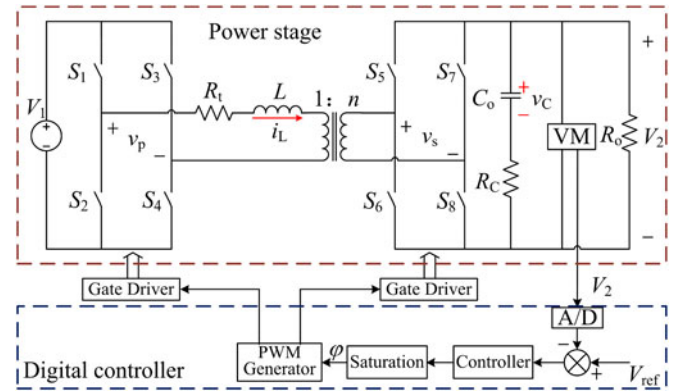 Power stage
S1
S3
S5
S7
Rt
L
1:
n
Co
+
vC
−
+
V1
+
−
iL
+
vp
−
+
vs
−
VM
Ro
V2
RC
S2
S4
S6
S8
−
Gate Driver
Gate Driver
V2
A/D
Digital controller
PWM
Generator
φ
Saturation
Controller
−
+
Vref